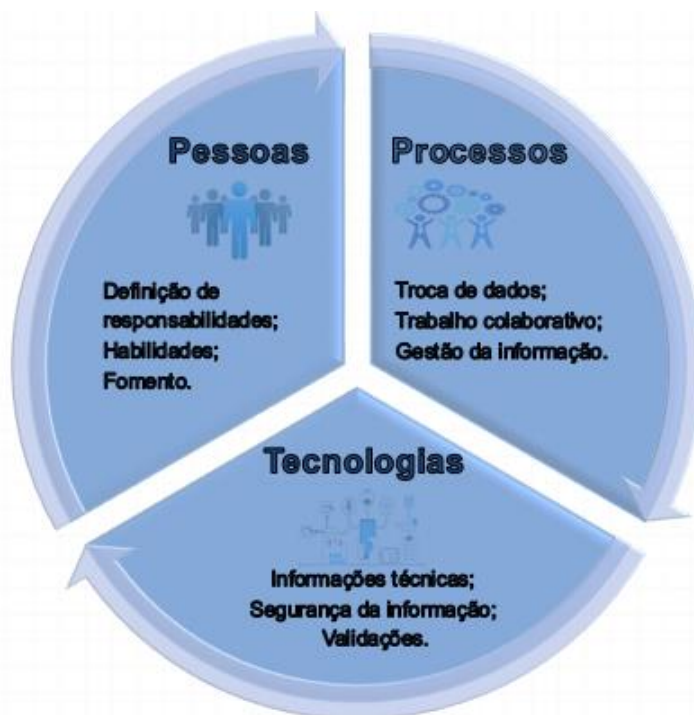 Pessoas
Definição de
responsabilidades;
Habilidades;
Fomento.
Processos
Troca de dados;
Trabalho colaborativo;
Gestão da informação.
Tecnologias
Informações técnicas;
Segurança da informação;
Validações.